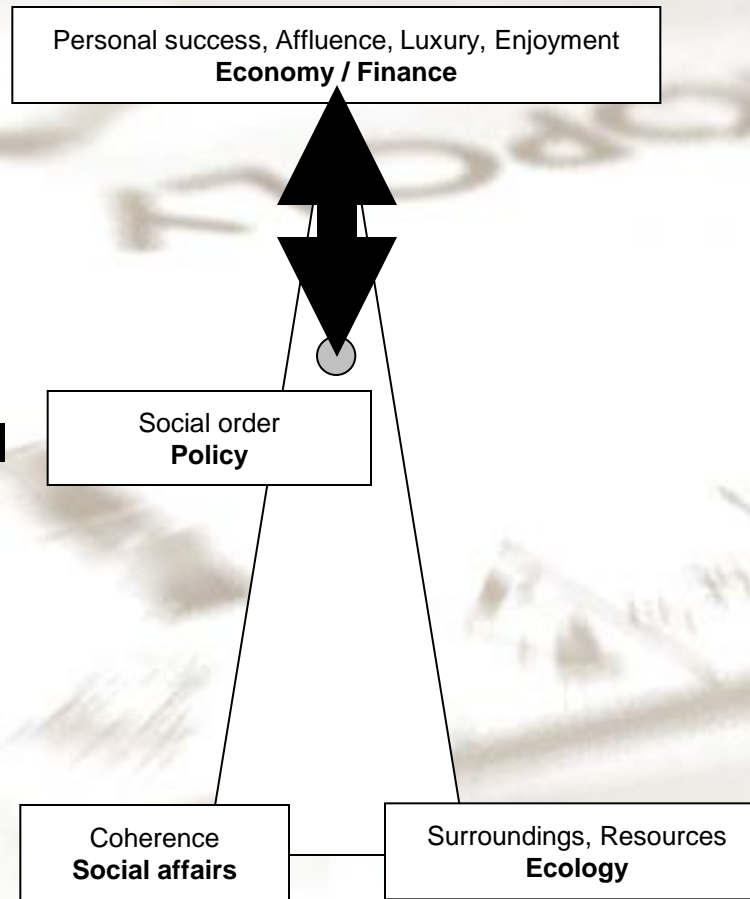 Personal success, Affluence, Luxury, Enjoyment
Economy / Finance
Social order
Policy
Coherence
Social affairs
Surroundings, Resources
Ecology